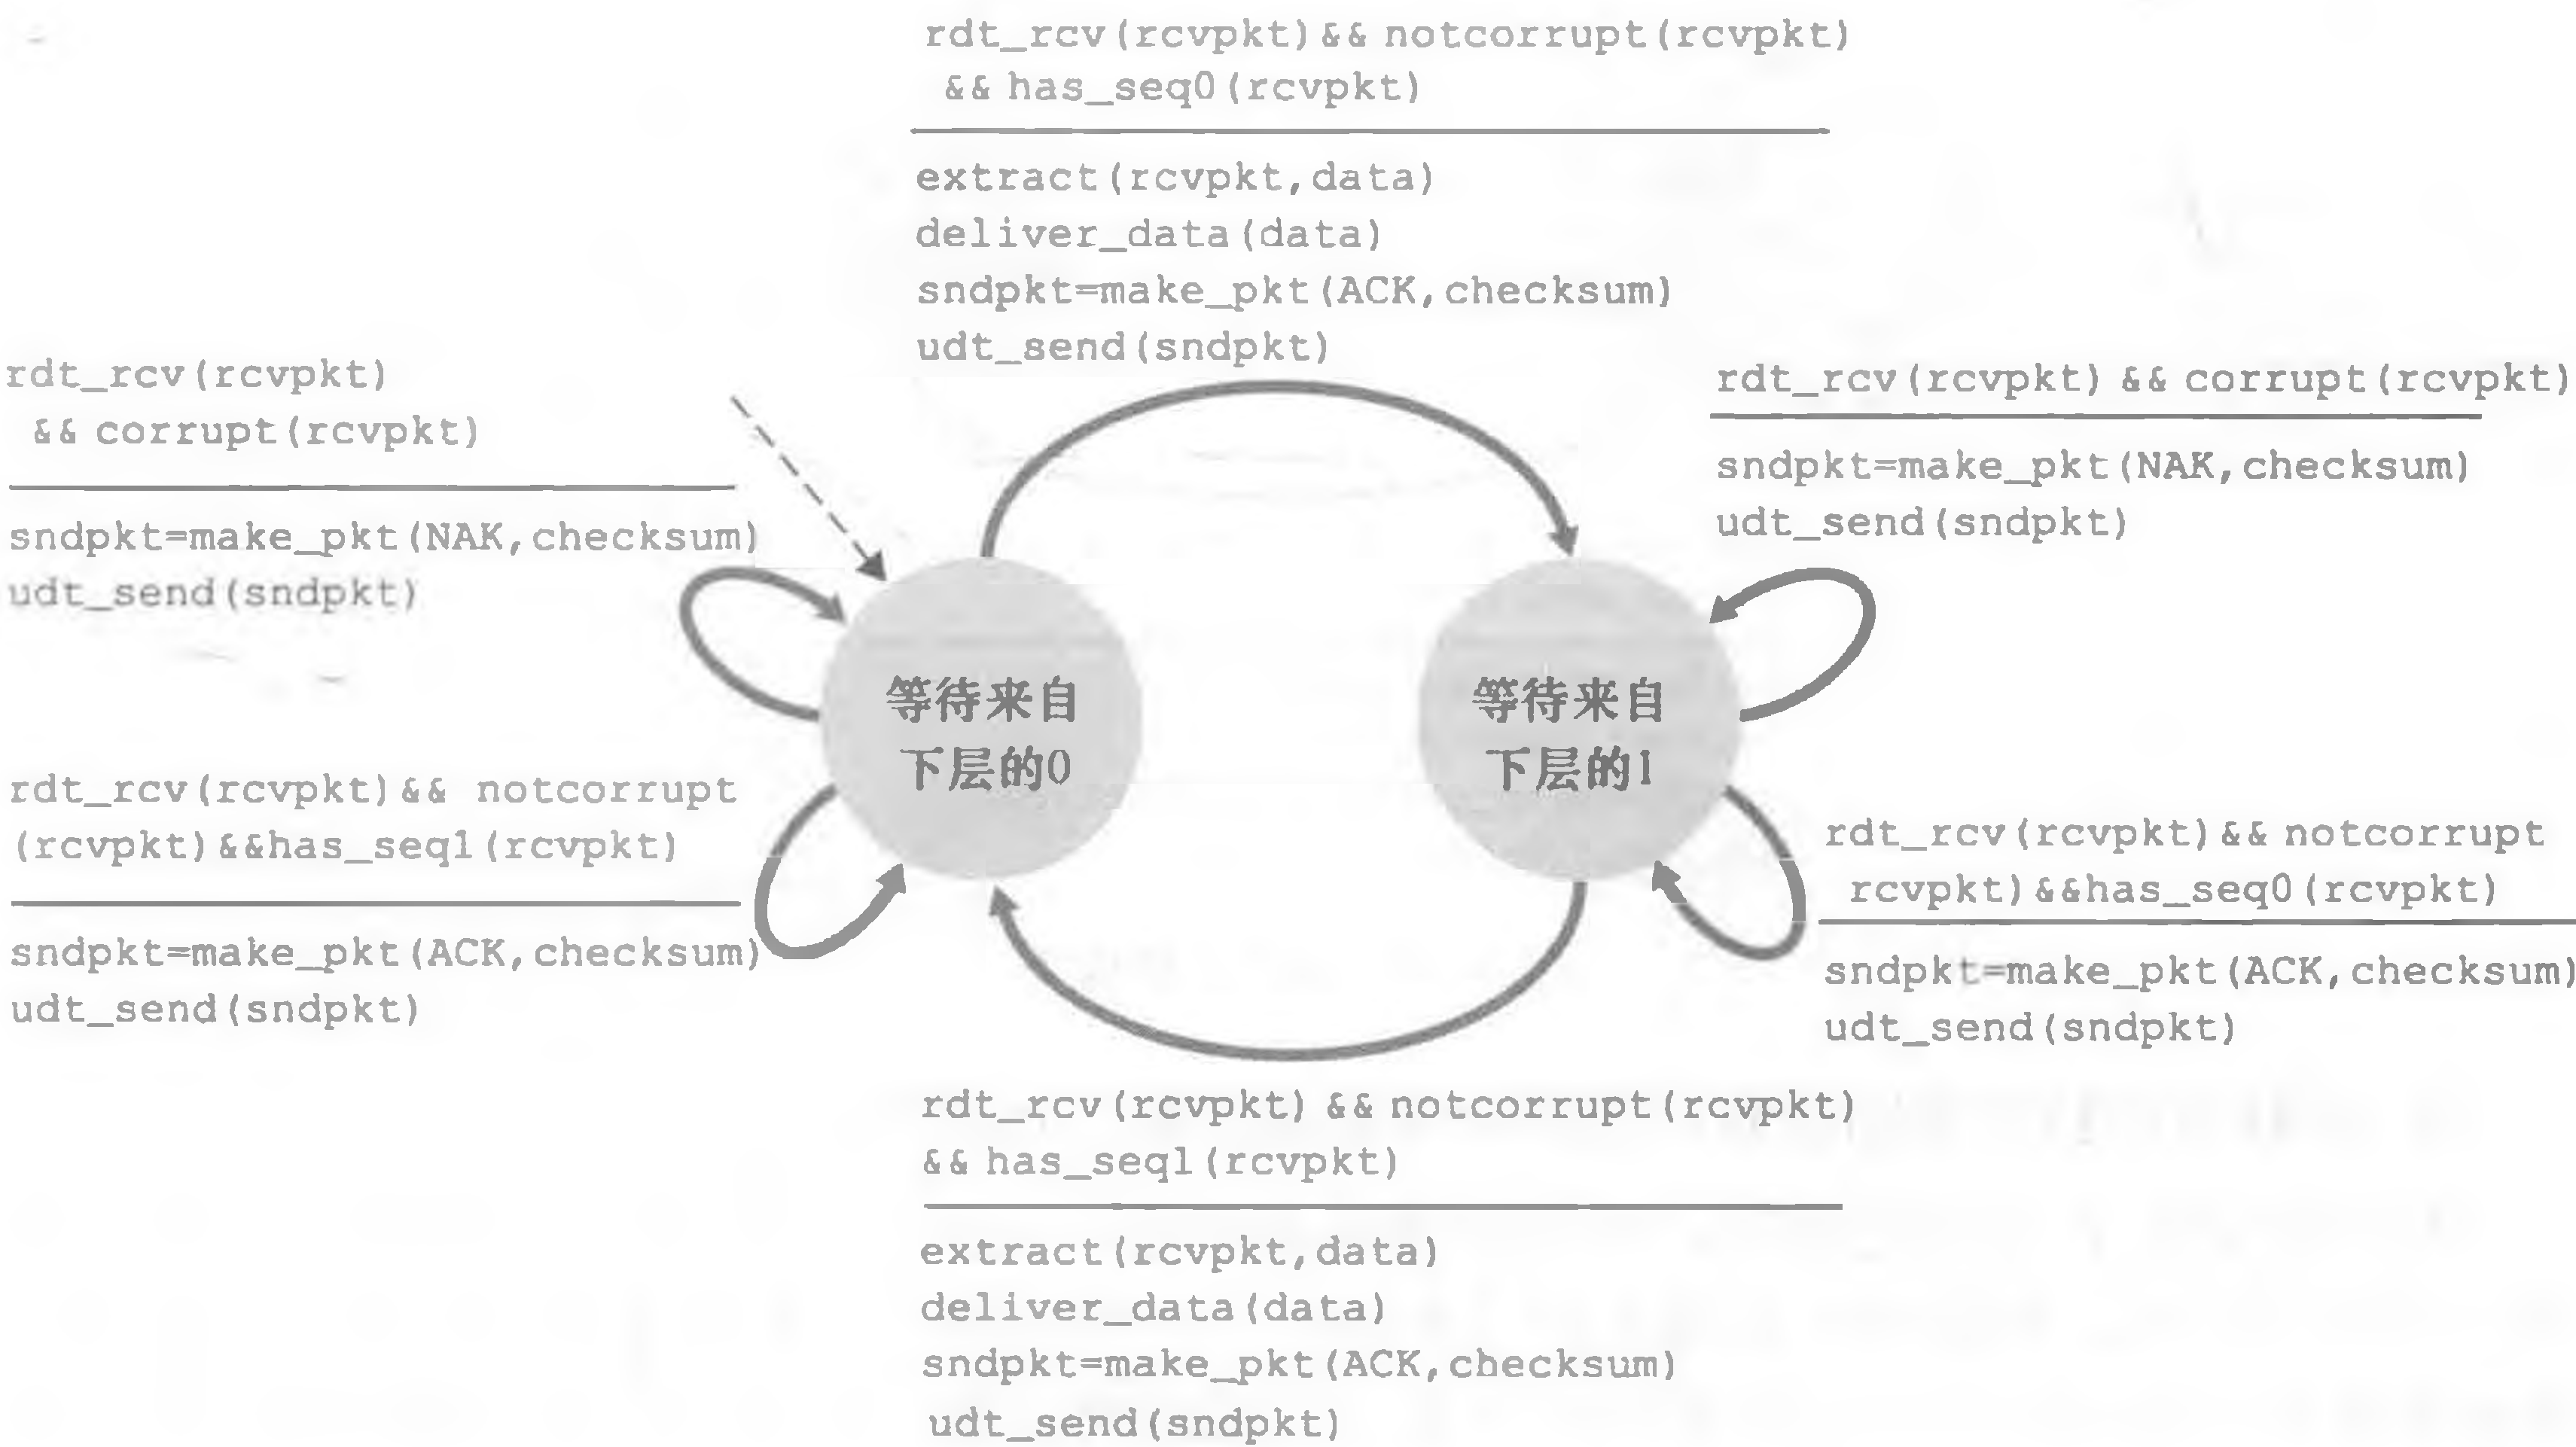 rdt_rcv(rcvpkt)&& notcorrupt(rcvpkt)
&& has_seq0(rcvpkt)
extract(rcvpkt,data)
deliver_data(data)
sndpkt=make_pkt(ACK,checksum)
udt_send(sndpkt)
rdt_rcv(rcvpkt)
&& corrupt(rcvpkt)
sndpkt=make_pkt(NAK,checksum)
udt_send(sndpkt)
rdt_rcv(rcvpkt) && corrupt(rcvpkt)
sndpkt=make_pkt(NAK,checksum)
udt_send(sndpkt)
等待来自
下层的0
等待来自
下层的1
rdt_rcv(rcvpkt)&& notcorrupt
(rcvpkt)&&has_seq1(rcvpkt)
sndpkt=make_pkt(ACK,checksum)
udt_send(sndpkt)
rdt_rcv(rcvpkt)&& notcorrupt
rcvpkt)&&has_seq0(rcvpkt)
sndpkt=make_pkt(ACK,checksum)
udt_send(sndpkt)
rdt_rcv(rcvpkt) && notcorrupt(rcvpkt)
&& has_seq1(rcvpkt)
extract(rcvpkt,data)
deliver_data(data)
sndpkt=make_pkt(ACK,checksum)
udt_send(sndpkt)